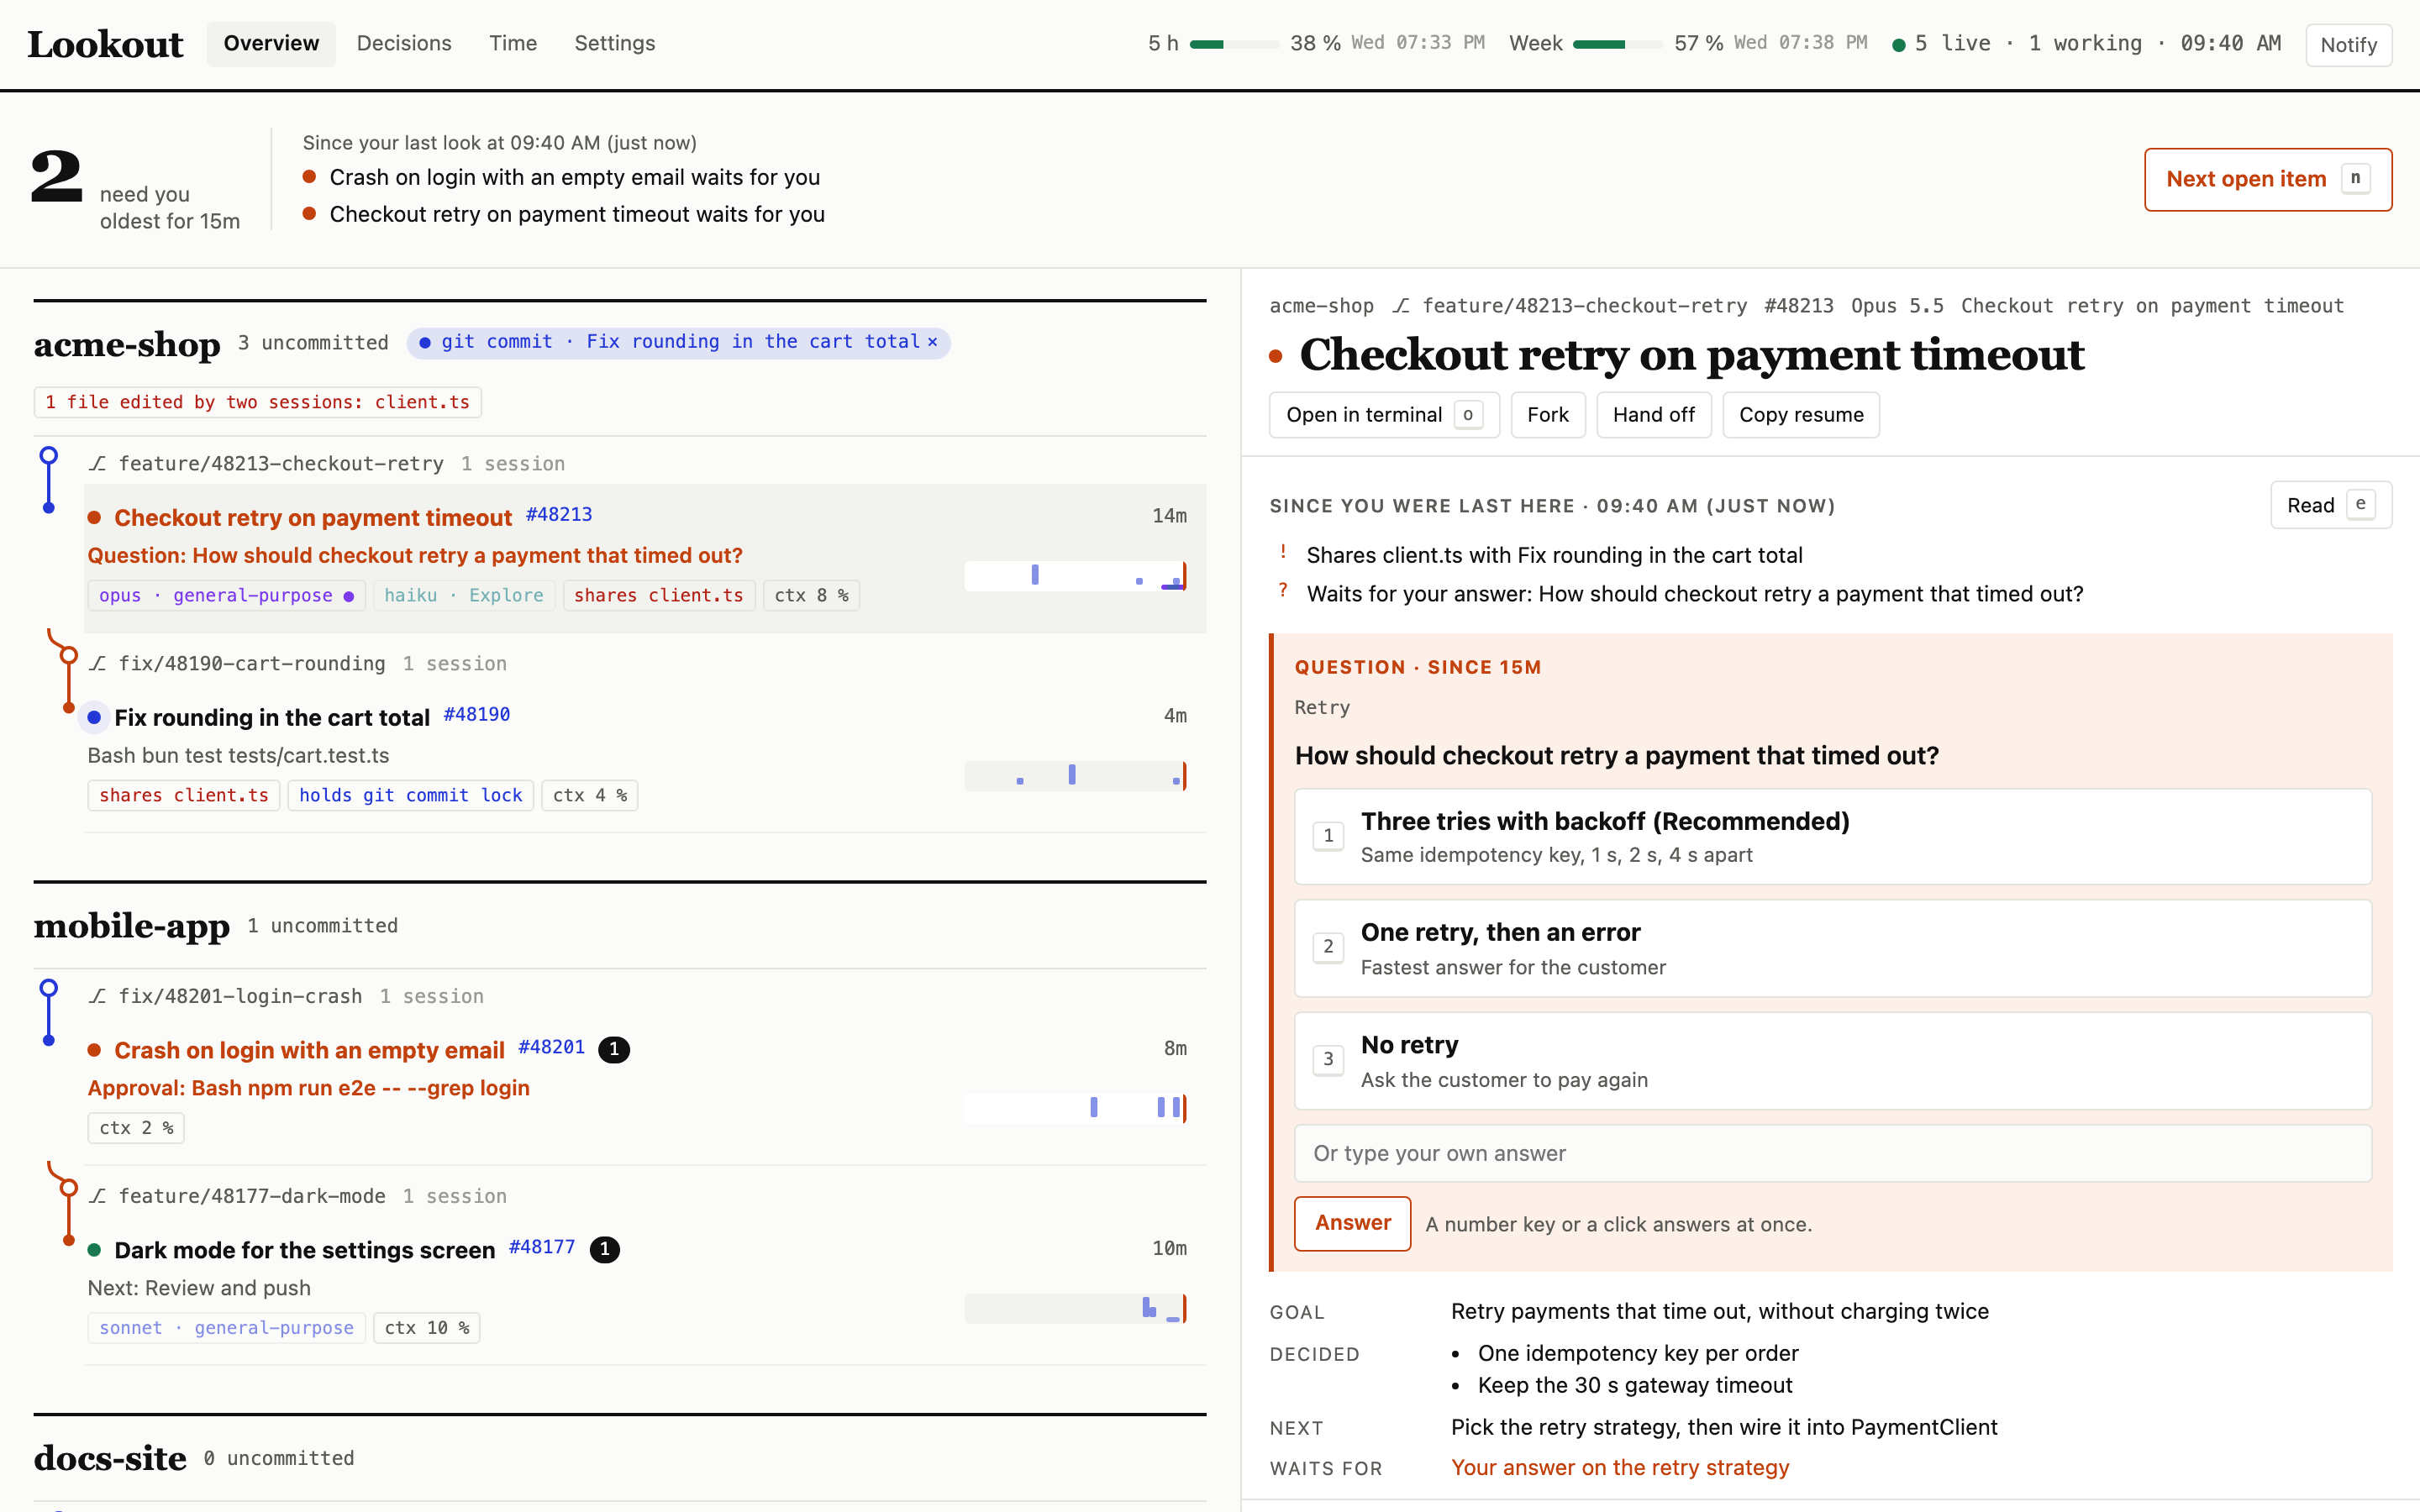 Lookout Overview Decisions Time Settings 5 h 38 % Wed 07:33 PM Week 57 % Wed 07:38 PM 5 live · 1 working · 09:40 AM Notify
2 need you
oldest for 15m
Since your last look at 09:40 AM (just now)
Crash on login with an empty email waits for you
Checkout retry on payment timeout waits for you
Next open item n
acme-shop 3 uncommitted git commit · Fix rounding in the cart total ×
1 file edited by two sessions: client.ts
feature/48213-checkout-retry 1 session
Checkout retry on payment timeout #48213 14m
Question: How should checkout retry a payment that timed out?
opus · general-purpose haiku · Explore shares client.ts ctx 8 %
fix/48190-cart-rounding 1 session
Fix rounding in the cart total #48190 4m
Bash bun test tests/cart.test.ts
shares client.ts holds git commit lock ctx 4 %
mobile-app 1 uncommitted
fix/48201-login-crash 1 session
Crash on login with an empty email #48201 1 8m
Approval: Bash npm run e2e -- --grep login
ctx 2 %
feature/48177-dark-mode 1 session
Dark mode for the settings screen #48177 1 10m
Next: Review and push
sonnet · general-purpose ctx 10 %
docs-site 0 uncommitted
acme-shop feature/48213-checkout-retry #48213 Opus 5.5 Checkout retry on payment timeout
Checkout retry on payment timeout
Open in terminal o Fork Hand off Copy resume
SINCE YOU WERE LAST HERE · 09:40 AM (JUST NOW) Read e
! Shares client.ts with Fix rounding in the cart total
? Waits for your answer: How should checkout retry a payment that timed out?
QUESTION · SINCE 15M
Retry
How should checkout retry a payment that timed out?
1 Three tries with backoff (Recommended)
Same idempotency key, 1 s, 2 s, 4 s apart
2 One retry, then an error
Fastest answer for the customer
3 No retry
Ask the customer to pay again
Or type your own answer
Answer A number key or a click answers at once.
GOAL Retry payments that time out, without charging twice
DECIDED • One idempotency key per order
• Keep the 30 s gateway timeout
NEXT Pick the retry strategy, then wire it into PaymentClient
WAITS FOR Your answer on the retry strategy